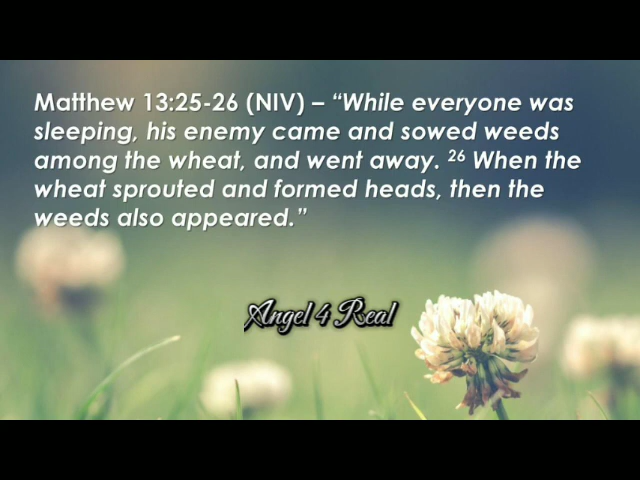 Matthew 13:25-26 (NIV) – “While everyone was
sleeping, his enemy came and sowed weeds
among the wheat, and went away. 26 When the
wheat sprouted and formed heads, then the
weeds also appeared.”
Angel 4 Real